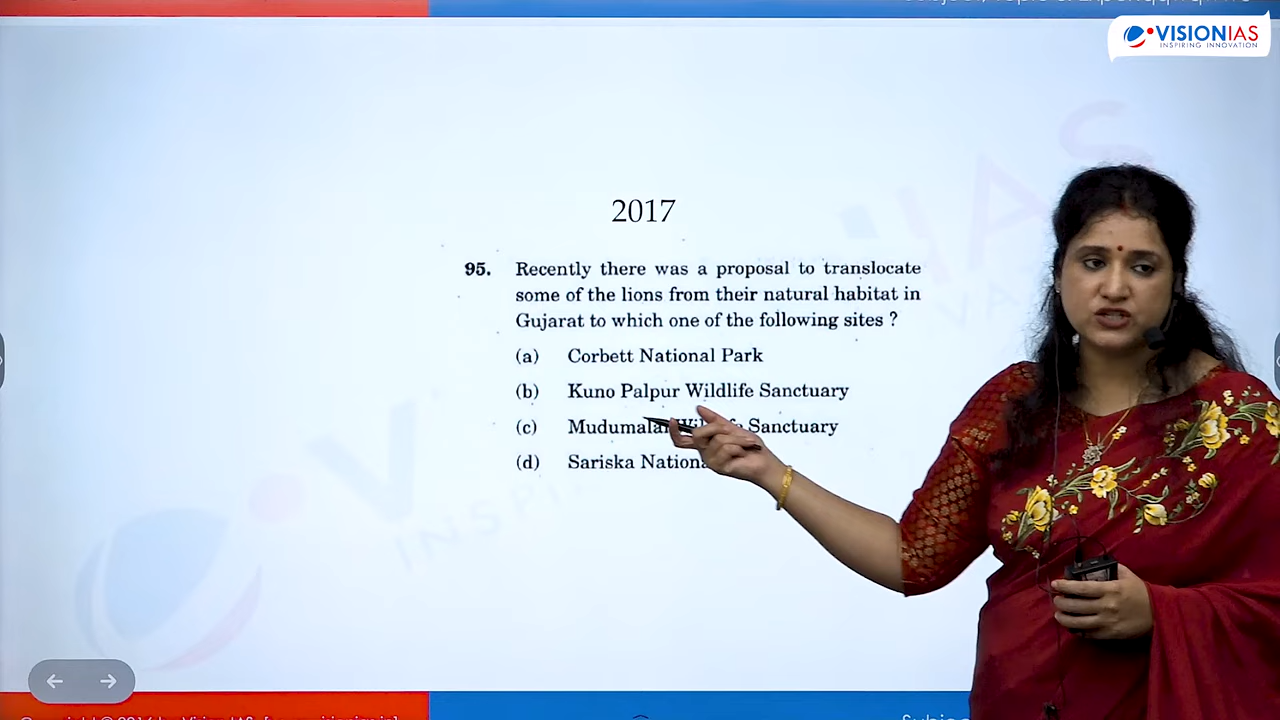 VISIONIAS
INSPIRING INNOVATION
2017
95. Recently there was a proposal to translocate
some of the lions from their natural habitat in
Gujarat to which one of the following sites ?
(a) Corbett National Park
(b) Kuno Palpur Wildlife Sanctuary
(c) Mudumalai Sanctuary
(d) Sariska